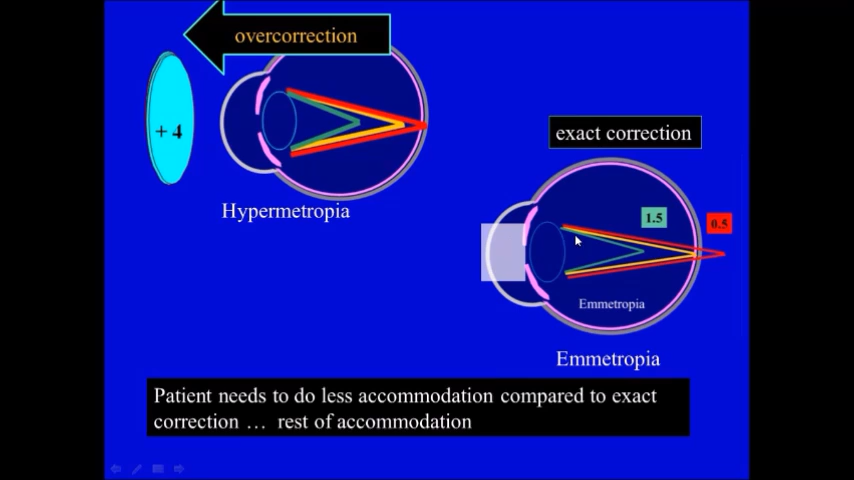 overcorrection
+ 4
Hypermetropia
exact correction
1.5
0.5
Emmetropia
Emmetropia
Patient needs to do less accommodation compared to exact
correction ... rest of accommodation